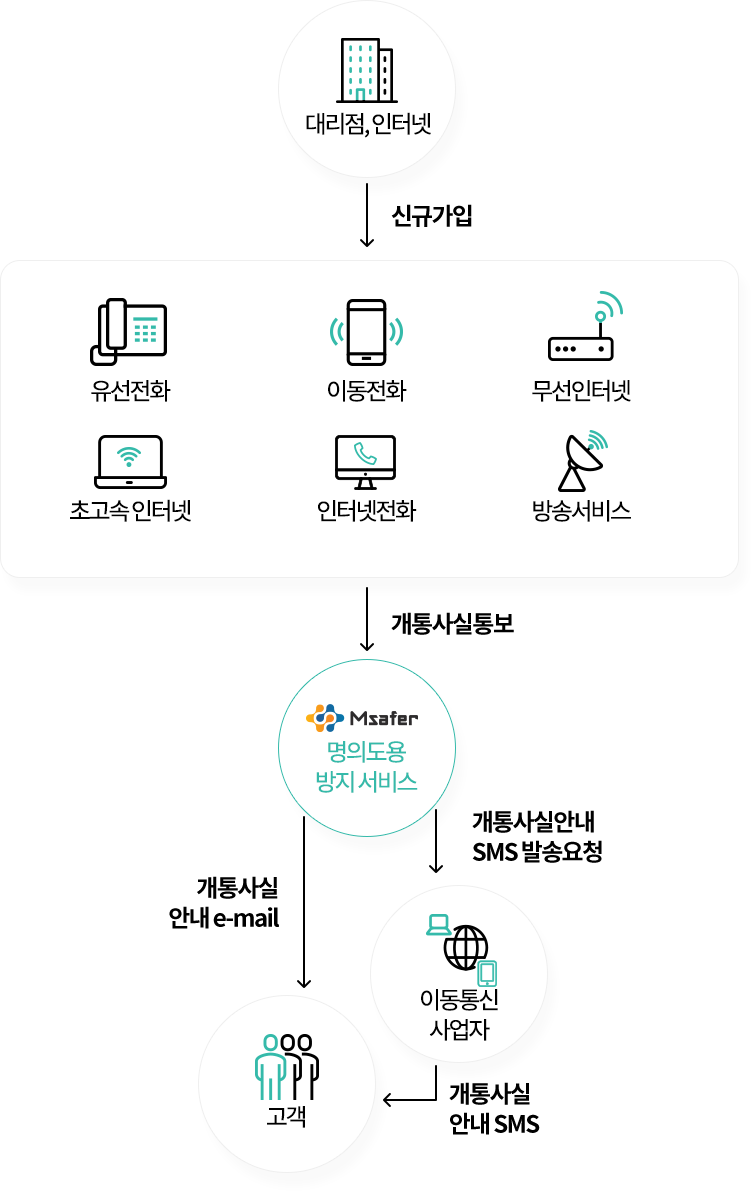 대리점, 인터넷
신규가입
유선전화
이동전화
무선인터넷
초고속 인터넷
인터넷전화
방송서비스
개통사실통보
Msafer
명의도용
방지 서비스
개통사실안내
SMS 발송요청
개통사실
안내 e-mail
이동통신
사업자
고객
개통사실
안내 SMS